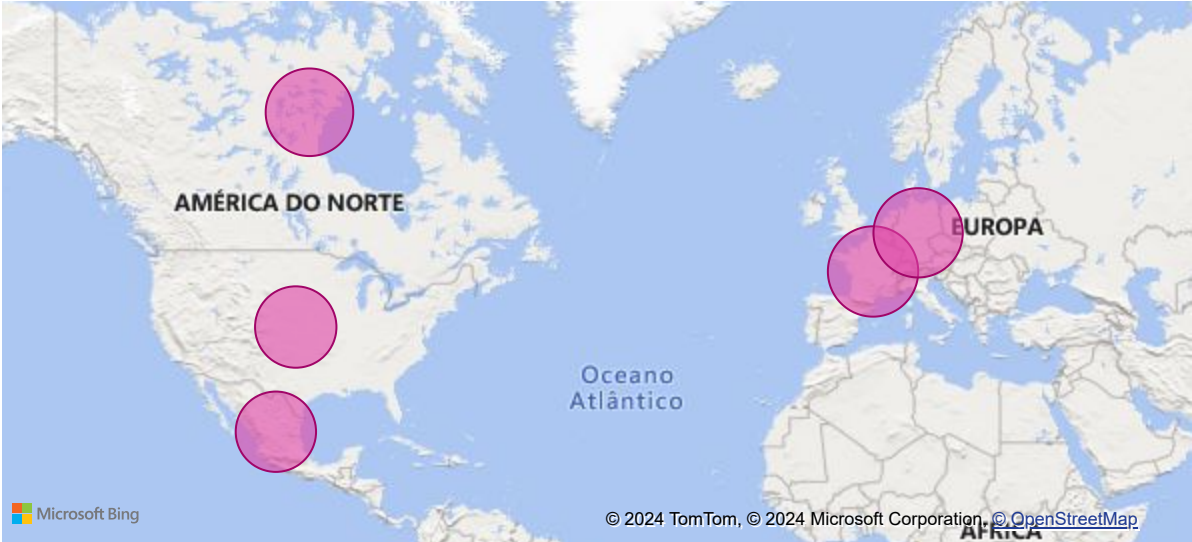 AMÉRICA DO NORTE
EUROPA
Oceano
Atlântico
Microsoft Bing
© 2024 TomTom, © 2024 Microsoft Corporation, © OpenStreetMap
ÁFRICA